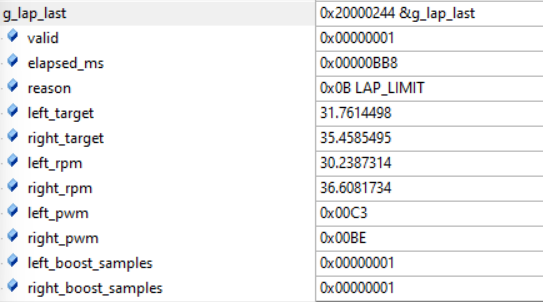 g_lap_last 0x20000244 &g_lap_last
valid 0x00000001
elapsed_ms 0x00000BB8
reason 0x0B LAP_LIMIT
left_target 31.7614498
right_target 35.4585495
left_rpm 30.2387314
right_rpm 36.6081734
left_pwm 0x00C3
right_pwm 0x00BE
left_boost_samples 0x00000001
right_boost_samples 0x00000001